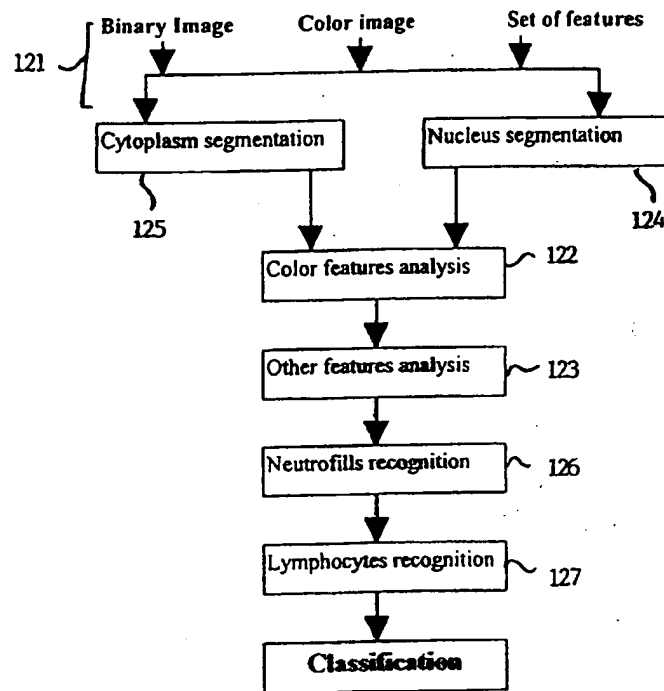 Binary Image
Color image
Set of features
121
Cytoplasm segmentation
Nucleus segmentation
125
124
Color features analysis
122
Other features analysis
123
Neutrofills recognition
126
Lymphocytes recognition
127
Classification